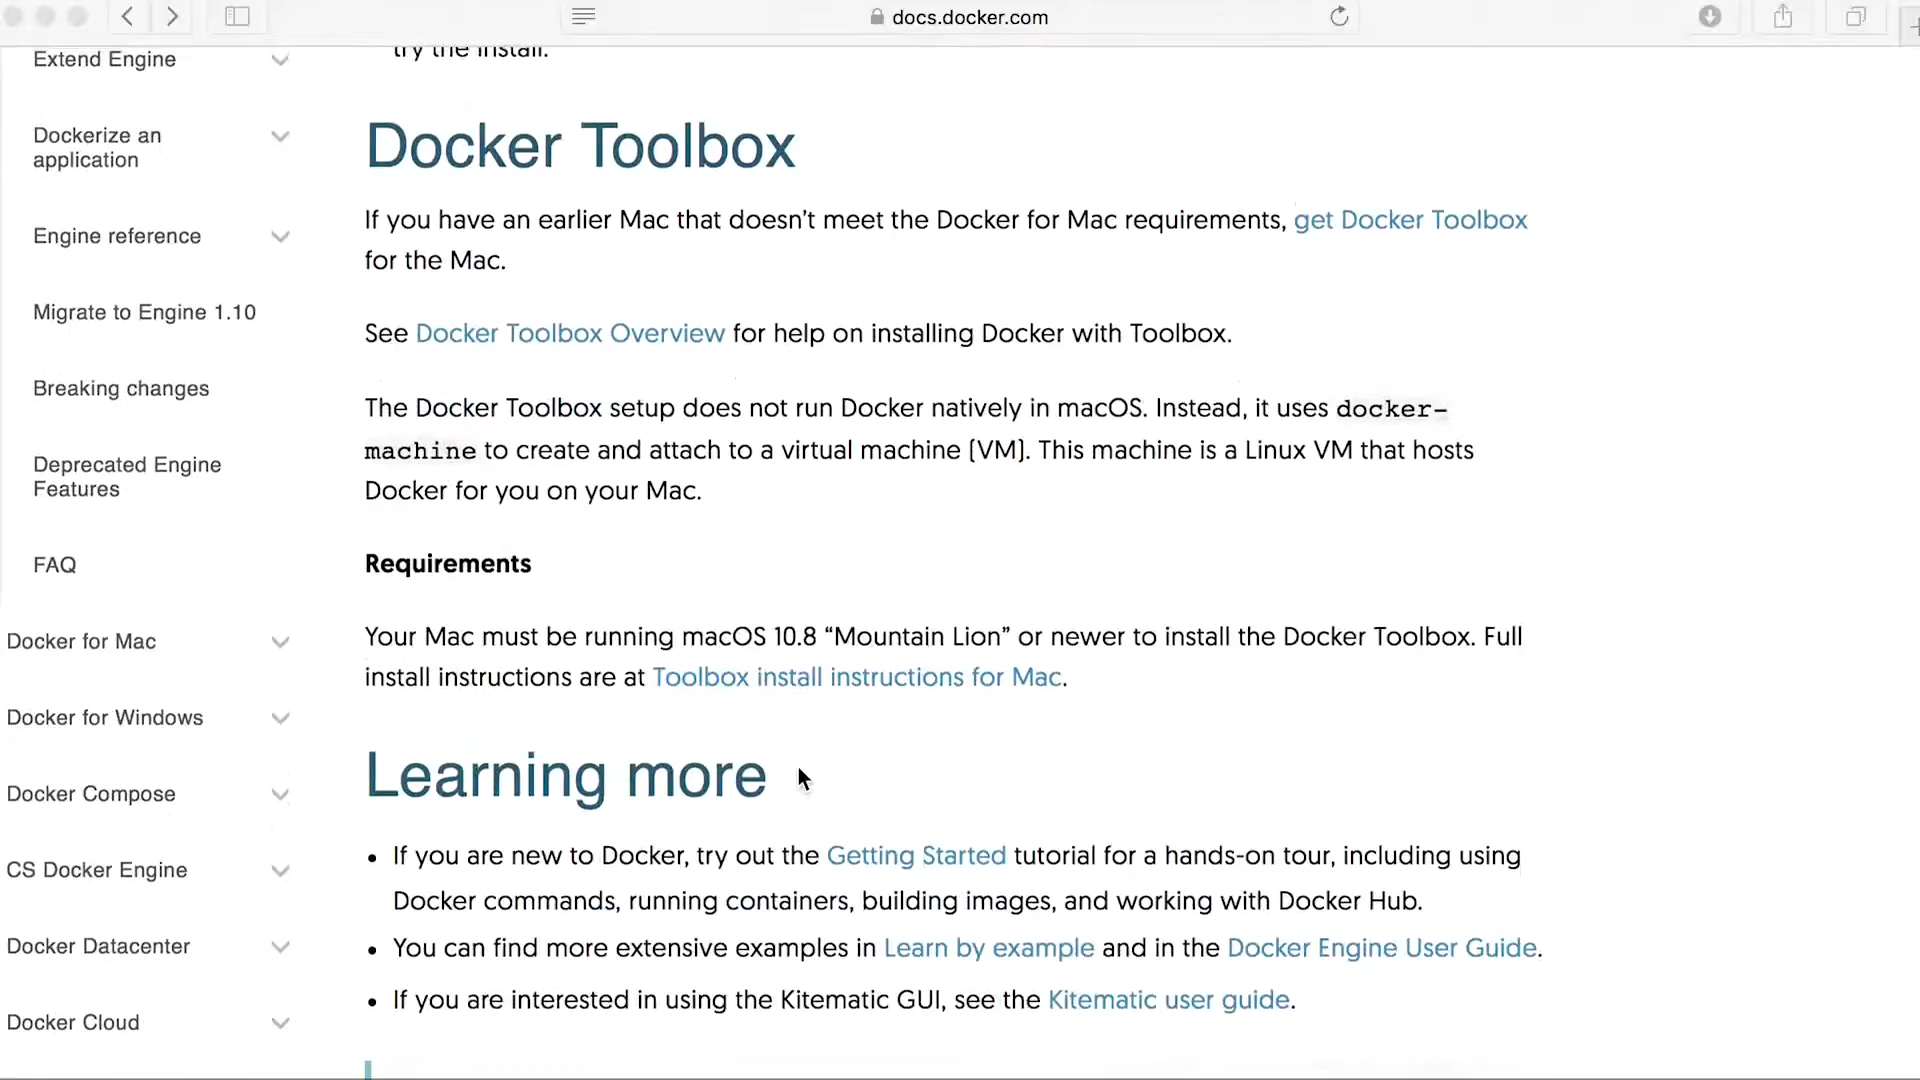 docs.docker.com
Extend Engine
Dockerize an
application
Engine reference
Migrate to Engine 1.10
Breaking changes
Deprecated Engine
Features
FAQ
Docker for Mac
Docker for Windows
Docker Compose
CS Docker Engine
Docker Datacenter
Docker Cloud
try the install.
Docker Toolbox
If you have an earlier Mac that doesn’t meet the Docker for Mac requirements, get Docker Toolbox
for the Mac.
See Docker Toolbox Overview for help on installing Docker with Toolbox.
The Docker Toolbox setup does not run Docker natively in macOS. Instead, it uses docker-
machine to create and attach to a virtual machine (VM). This machine is a Linux VM that hosts
Docker for you on your Mac.
Requirements
Your Mac must be running macOS 10.8 “Mountain Lion” or newer to install the Docker Toolbox. Full
install instructions are at Toolbox install instructions for Mac.
Learning more
• If you are new to Docker, try out the Getting Started tutorial for a hands-on tour, including using
Docker commands, running containers, building images, and working with Docker Hub.
• You can find more extensive examples in Learn by example and in the Docker Engine User Guide.
• If you are interested in using the Kitematic GUI, see the Kitematic user guide.